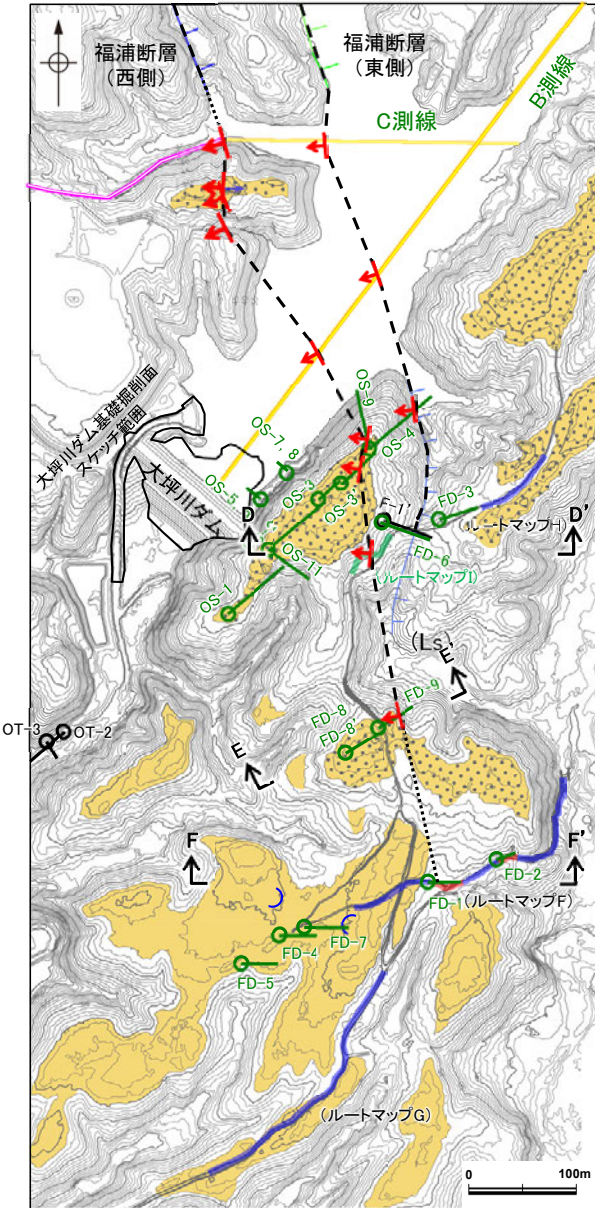 福浦断層
(西側)
福浦断層
(東側)
B測線
C測線
大坪川ダム基礎掘削面
スケッチ範囲
大坪川ダム
OS-9
OS-4
OS-7, 8
OS-5
OS-3
OS-3'
D
F-1'
FD-3
(ルートマップH)
D'
FD-6
(ルートマップI)
OS-11
OS-1
(Ls
E'
FD-9
FD-8
FD-8'
OT-3
OT-2
E
F
F'
FD-2
FD-1
(ルートマップF)
FD-4
FD-7
FD-5
(ルートマップG)
0
100m